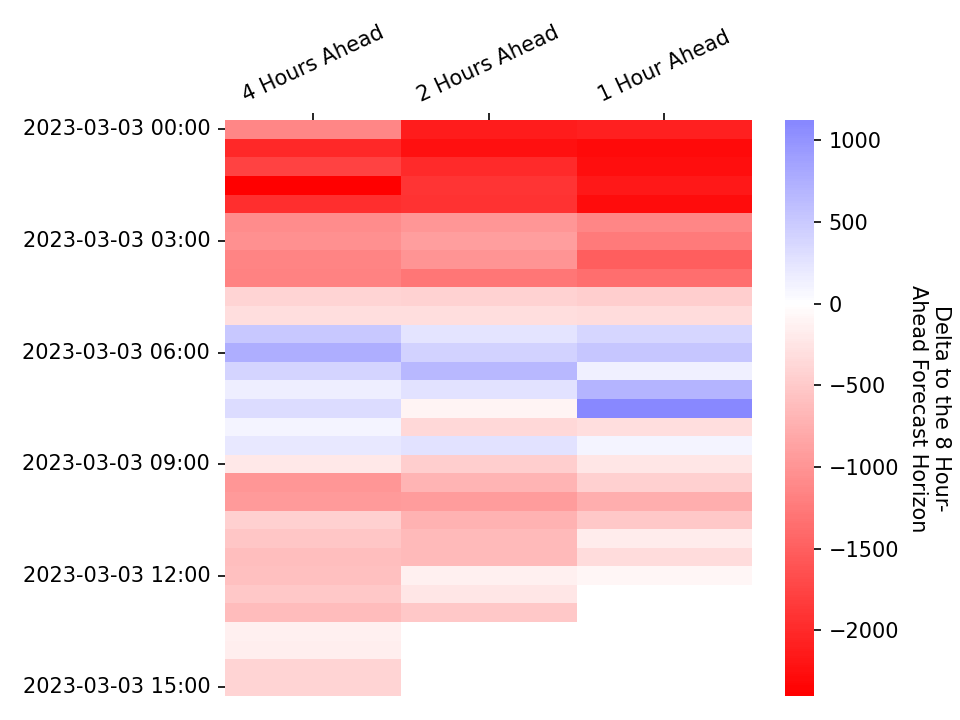 4 Hours Ahead
2 Hours Ahead
1 Hour Ahead
2023-03-03 00:00
2023-03-03 03:00
2023-03-03 06:00
2023-03-03 09:00
2023-03-03 12:00
2023-03-03 15:00
1000
500
0
−500
−1000
−1500
−2000
Delta to the 8 Hour-
Ahead Forecast Horizon